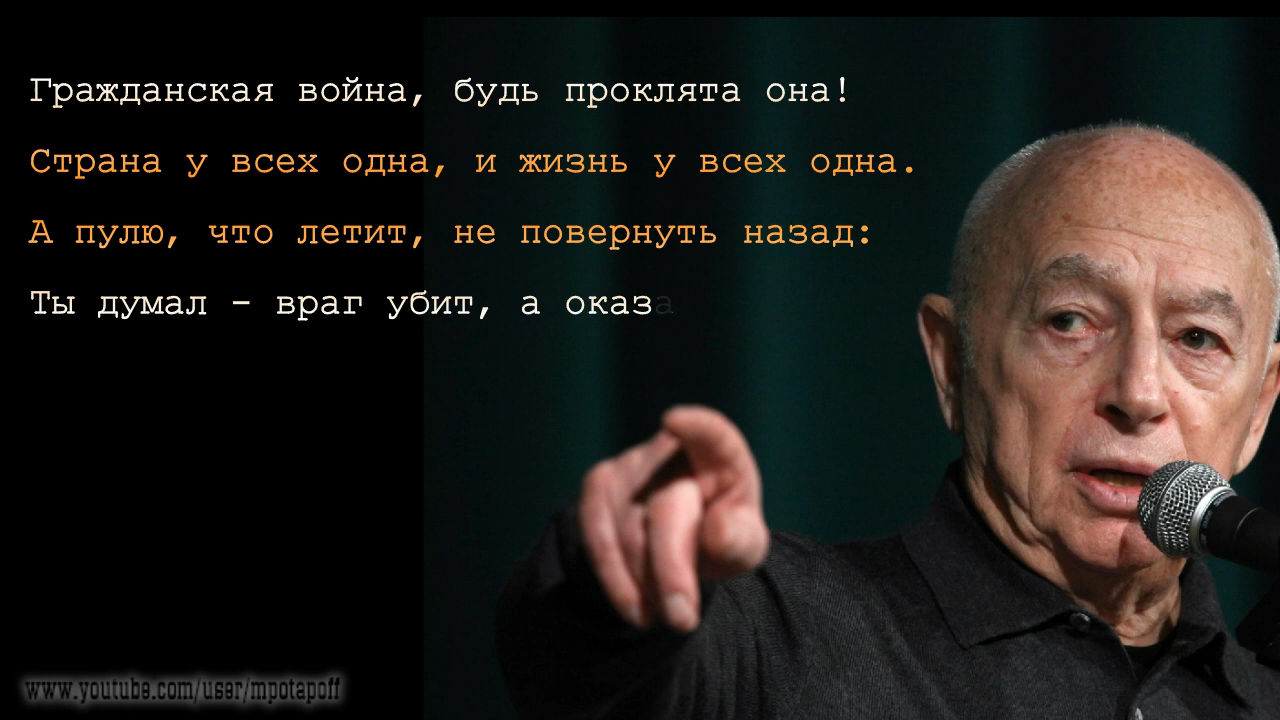 Гражданская война, будь проклята она!
Страна у всех одна, и жизнь у всех одна.
А пулю, что летит, не повернуть назад:
Ты думал - враг убит, а оказа
www.youtube.com/user/mpotapoff